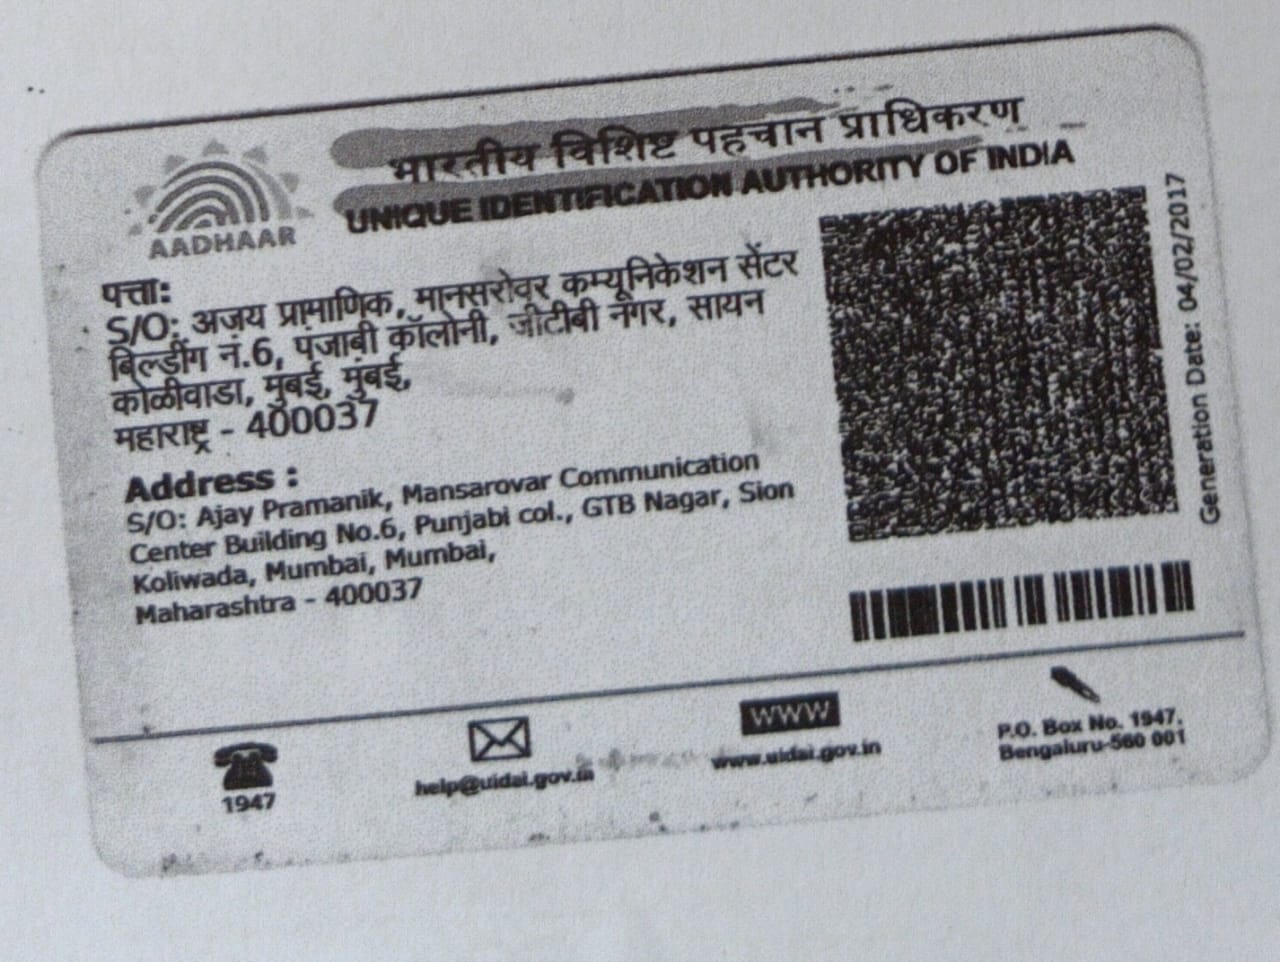 भारतीय विशिष्ट पहचान प्राधिकरण
UNIQUE IDENTIFICATION AUTHORITY OF INDIA
AADHAAR
पत्ता:
S/O: अजय प्रामाणिक, मानसरोवर कम्यूनिकेशन सेंटर
बिल्डींग नं.6, पंजाबी कॉलोनी, जीटीबी नगर, सायन
कोळीवाडा, मुंबई, मुंबई,
महाराष्ट्र - 400037
Address :
S/O: Ajay Pramanik, Mansarovar Communication
Center Building No.6, Punjabi col., GTB Nagar, Sion
Koliwada, Mumbai, Mumbai,
Maharashtra - 400037
Generation Date: 04/02/2017
1947
help@uidai.gov.in
WWW
www.uidai.gov.in
P.O. Box No. 1947,
Bengaluru-560 001